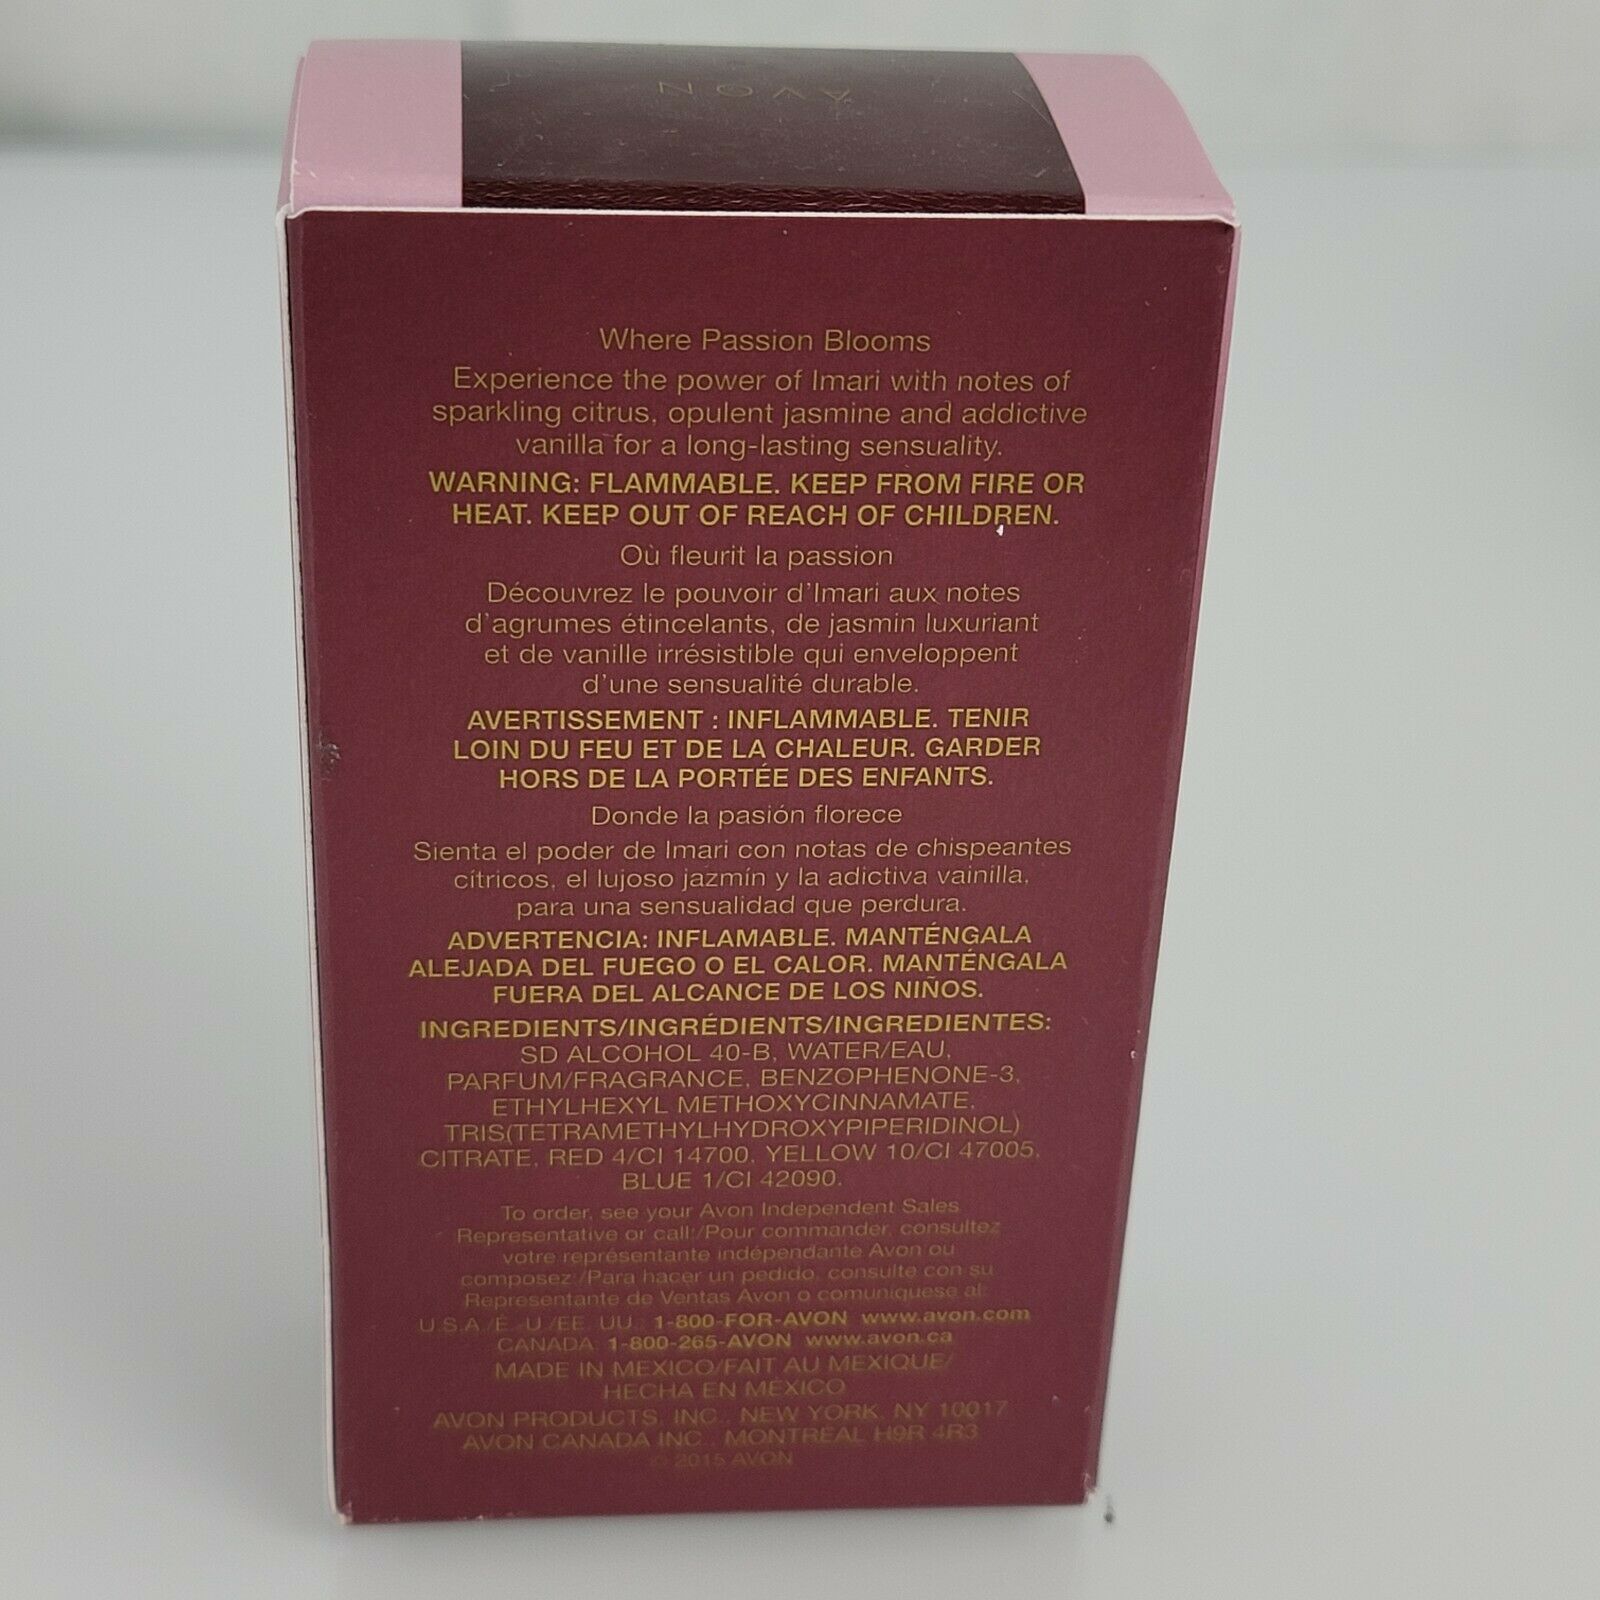 AVON
Where Passion Blooms
Experience the power of Imari with notes of
sparkling citrus, opulent jasmine and addictive
vanilla for a long-lasting sensuality.
WARNING: FLAMMABLE. KEEP FROM FIRE OR
HEAT. KEEP OUT OF REACH OF CHILDREN.
Où fleurit la passion
Découvrez le pouvoir d'Imari aux notes
d'agrumes étincelants, de jasmin luxuriant
et de vanille irrésistible qui enveloppent
d'une sensualité durable.
AVERTISSEMENT : INFLAMMABLE. TENIR
LOIN DU FEU ET DE LA CHALEUR. GARDER
HORS DE LA PORTÉE DES ENFANTS.
Donde la pasión florece
Sienta el poder de Imari con notas de chispeantes
cítricos, el lujoso jazmín y la adictiva vainilla,
para una sensualidad que perdura.
ADVERTENCIA: INFLAMABLE. MANTÉNGALA
ALEJADA DEL FUEGO O EL CALOR. MANTÉNGALA
FUERA DEL ALCANCE DE LOS NIÑOS.
INGREDIENTS/INGRÉDIENTS/INGREDIENTES:
SD ALCOHOL 40-B, WATER/EAU,
PARFUM/FRAGRANCE, BENZOPHENONE-3,
ETHYLHEXYL METHOXYCINNAMATE,
TRIS(TETRAMETHYLHYDROXYPIPERIDINOL)
CITRATE, RED 4/CI 14700, YELLOW 10/CI 47005,
BLUE 1/CI 42090.
To order, see your Avon Independent Sales
Representative or call:/Pour commander, consultez
votre représentante indépendante Avon ou
composez:/Para hacer un pedido, consulte con su
Representante de Ventas Avon o comuníquese al:
U.S.A./É.-U./EE. UU.: 1-800-FOR-AVON www.avon.com
CANADA: 1-800-265-AVON www.avon.ca
MADE IN MEXICO/FAIT AU MEXIQUE/
HECHA EN MÉXICO
AVON PRODUCTS, INC., NEW YORK, NY 10017
AVON CANADA INC., MONTRÉAL H9R 4R3
© 2015 AVON